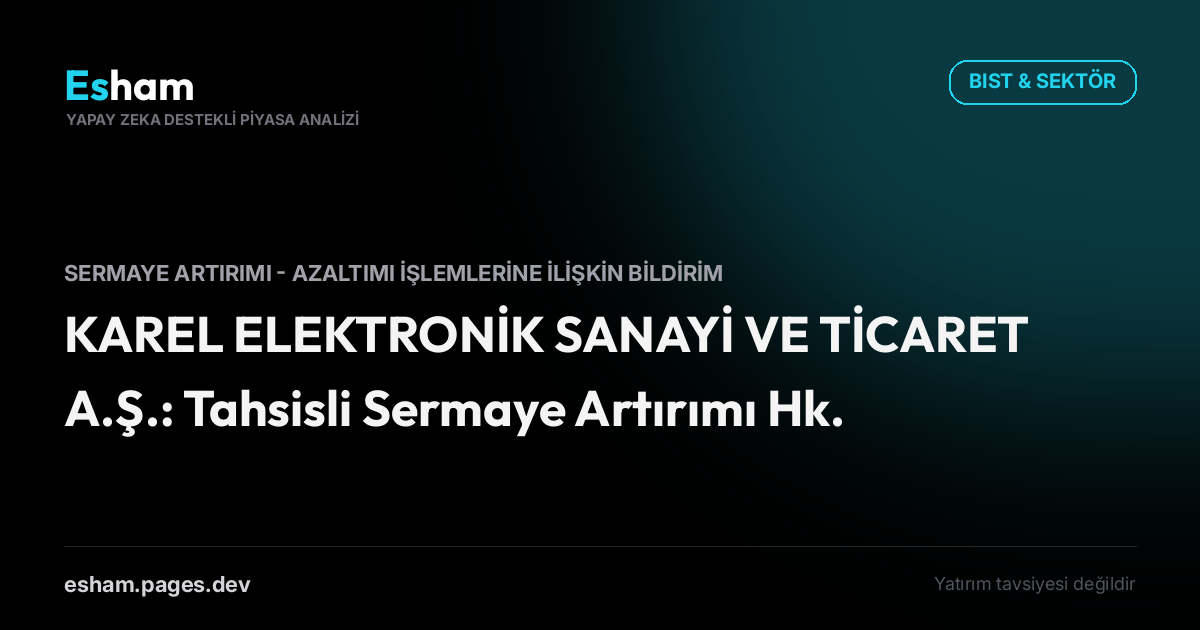 Esham
YAPAY ZEKA DESTEKLİ PİYASA ANALİZİ
BIST & SEKTÖR
SERMAYE ARTIRIMI - AZALTIMI İŞLEMLERİNE İLİŞKİN BİLDİRİM
KAREL ELEKTRONİK SANAYİ VE TİCARET
A.Ş.: Tahsisli Sermaye Artırımı Hk.
esham.pages.dev
Yatırım tavsiyesi değildir